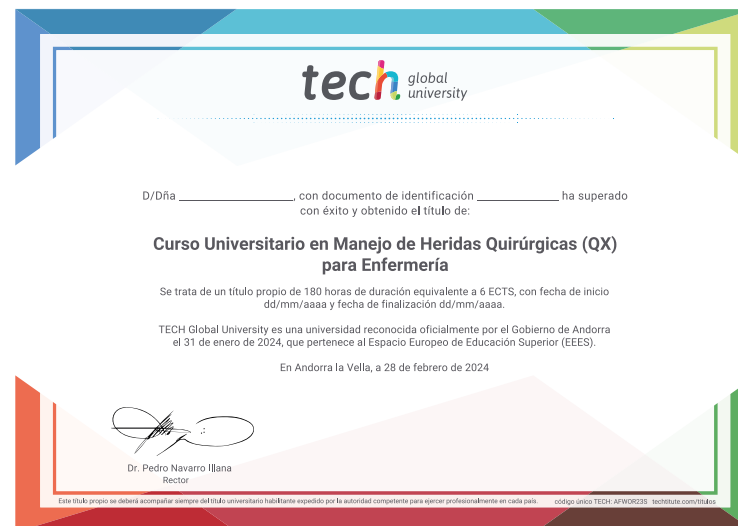 tech global university
D/Dña ____________________, con documento de identificación ______________ ha superado
con éxito y obtenido el título de:
Curso Universitario en Manejo de Heridas Quirúrgicas (QX)
para Enfermería
Se trata de un título propio de 180 horas de duración equivalente a 6 ECTS, con fecha de inicio
dd/mm/aaaa y fecha de finalización dd/mm/aaaa.
TECH Global University es una universidad reconocida oficialmente por el Gobierno de Andorra
el 31 de enero de 2024, que pertenece al Espacio Europeo de Educación Superior (EEES).
En Andorra la Vella, a 28 de febrero de 2024
Dr. Pedro Navarro Illana
Rector
Este título propio se deberá acompañar siempre del título universitario habilitante expedido por la autoridad competente para ejercer profesionalmente en cada país. código único TECH: AFWOR23S techtitute.com/titulos